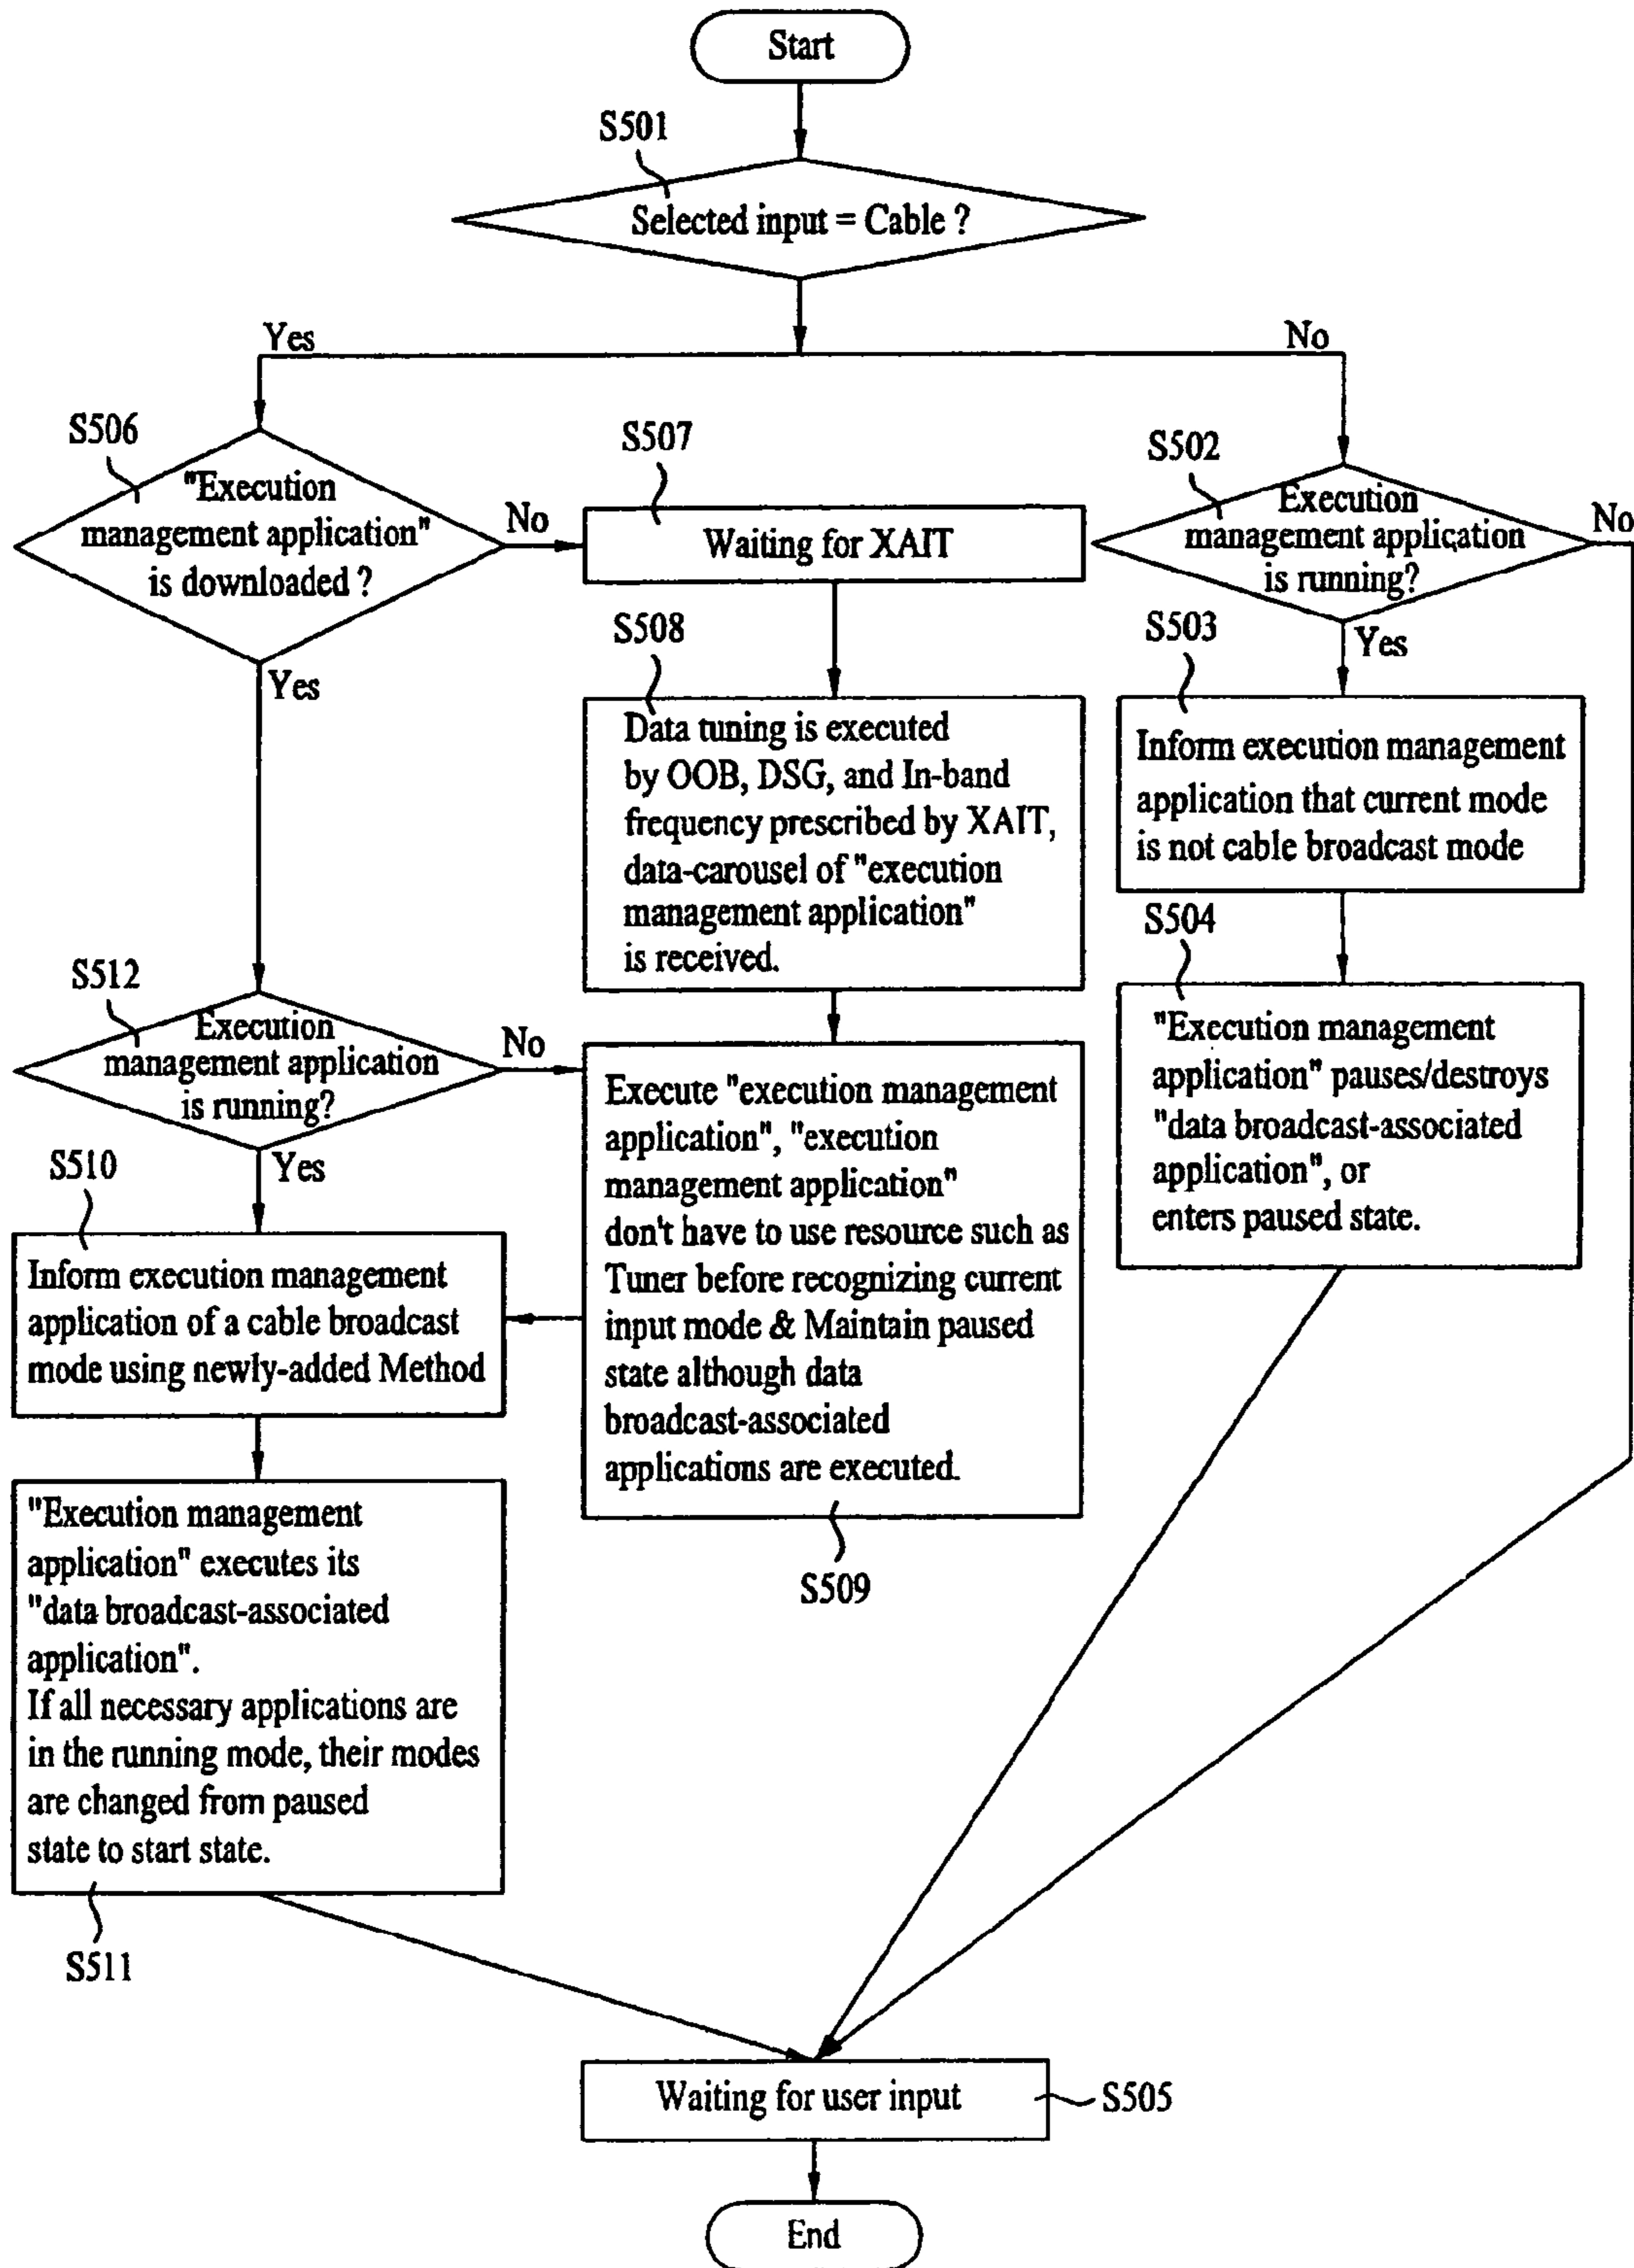 Start
S501
Selected input = Cable ?
Yes
No
S506
"Execution
management application"
is downloaded ?
No
Yes
S507
Waiting for XAIT
S502
Execution
management application
is running?
No
Yes
S508
Data tuning is executed
by OOB, DSG, and In-band
frequency prescribed by XAIT,
data-carousel of "execution
management application"
is received.
S503
Inform execution management
application that current mode
is not cable broadcast mode
S504
"Execution management
application" pauses/destroys
"data broadcast-associated
application", or
enters paused state.
S512
Execution
management application
is running?
No
Yes
Execute "execution management
application", "execution
management application"
don't have to use resource such as
Tuner before recognizing current
input mode & Maintain paused
state although data
broadcast-associated
applications are executed.
S509
S510
Inform execution management
application of a cable broadcast
mode using newly-added Method
"Execution management
application" executes its
"data broadcast-associated
application".
If all necessary applications are
in the running mode, their modes
are changed from paused
state to start state.
S511
Waiting for user input
S505
End